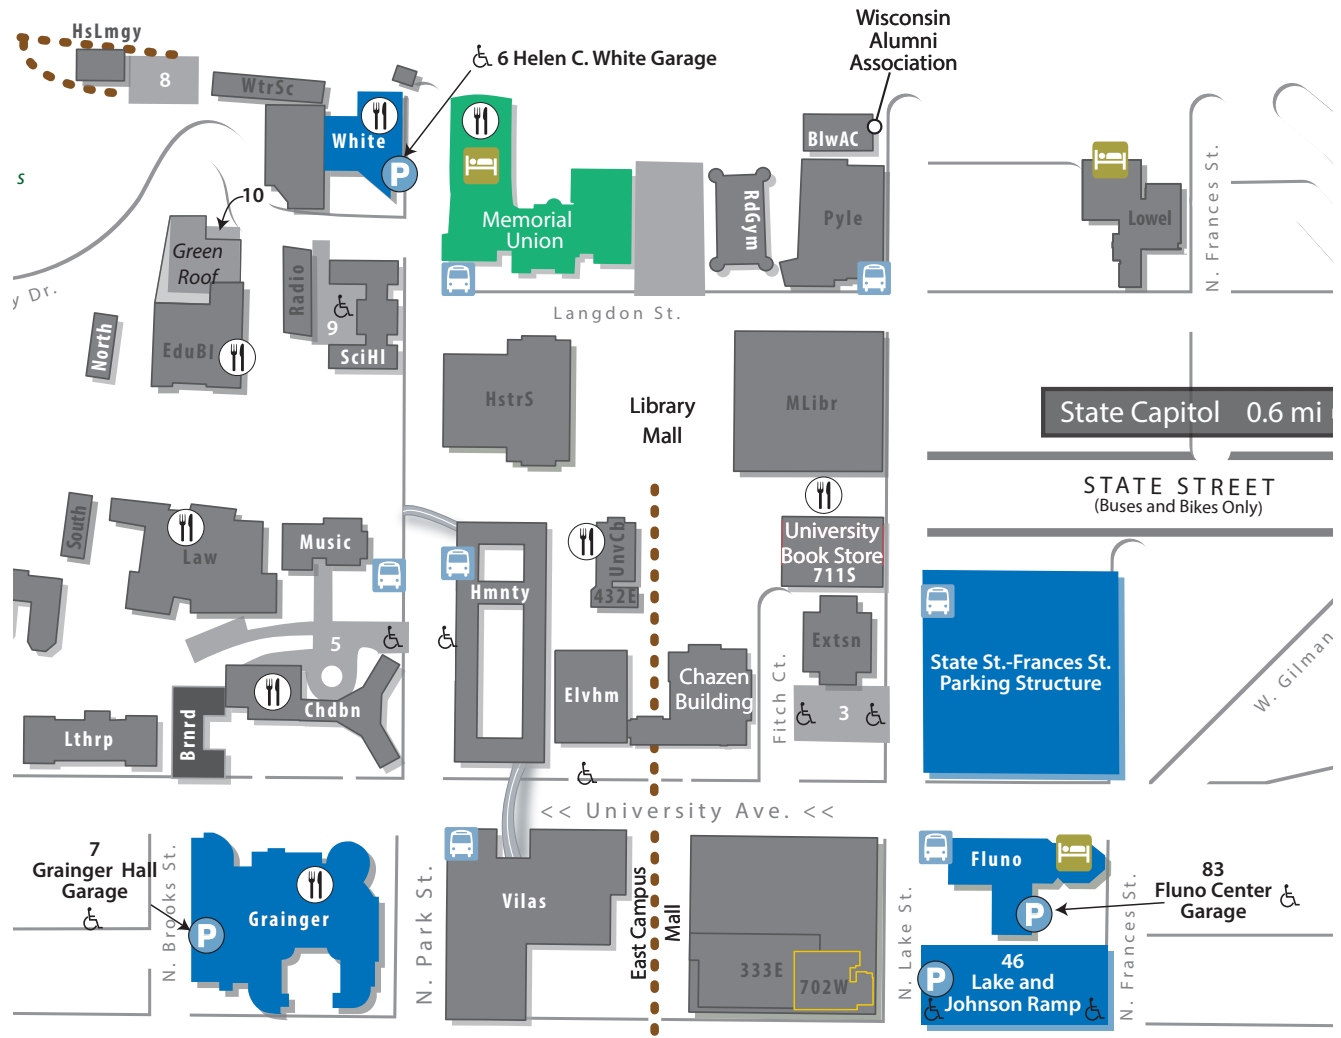 HsLmgy
8
WtrSc
6 Helen C. White Garage
White
P
Wisconsin
Alumni
Association
BlwAC
10
Green
Roof
s
y Dr.
Memorial
Union
RdGym
Pyle
Lowel
N. Frances St.
Radio
9
SciHl
North
EduBl
Langdon St.
HstrS
Library
Mall
MLibr
State Capitol 0.6 mi
STATE STREET
(Buses and Bikes Only)
South
Law
Music
Hmnty
UnvCb
432E
University
Book Store
711S
5
Extsn
State St.-Frances St.
Parking Structure
W. Gilman
Lthrp
Brnrd
Chdbn
Elvhm
Chazen
Building
Fitch Ct.
3
<< University Ave. <<
7
Grainger Hall
Garage
N. Brooks St.
P
Grainger
N. Park St.
Vilas
East Campus
Mall
333E
702W
N. Lake St.
Fluno
P
83
Fluno Center
Garage
N. Frances St.
P
46
Lake and
Johnson Ramp